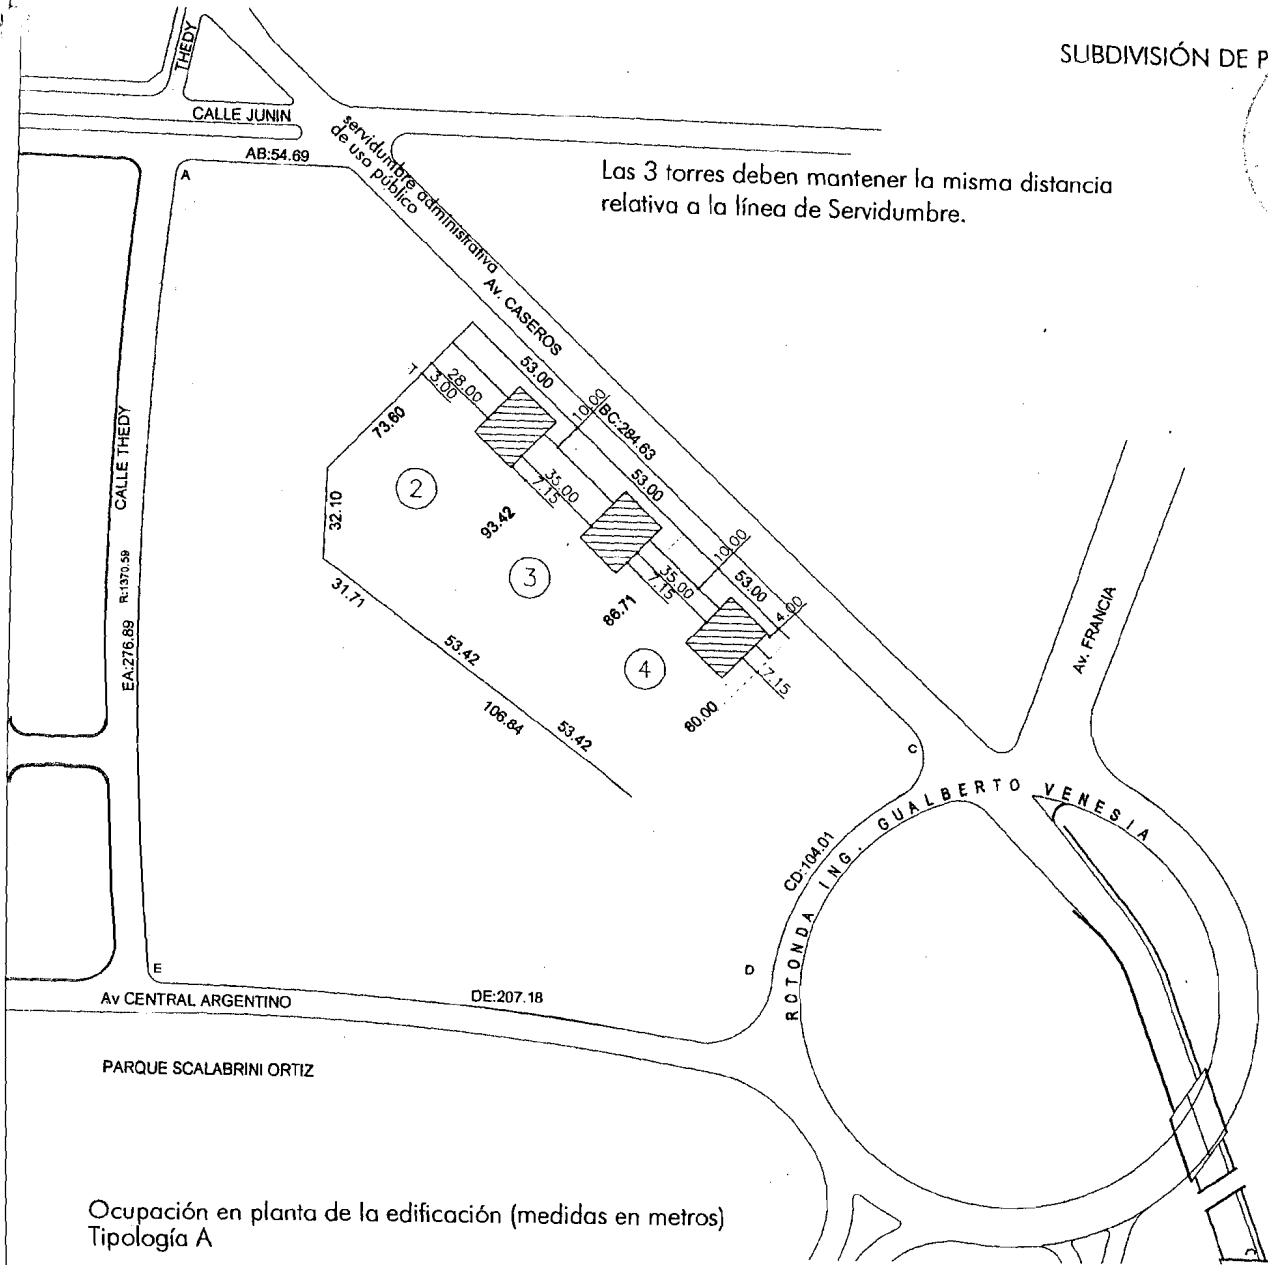 SUBDIVISIÓN DE P
THEDY
CALLE JUNIN
AB:54.69
A
servidumbre administrativa
de uso público
Las 3 torres deben mantener la misma distancia
relativa a la línea de Servidumbre.
Av. CASEROS
53.00
28.00
3.00
10.00
BC:284.63
73.60
CALLE THEDY
R:1370.59
EA:276.89
2
32.10
35.00
7.15
53.00
93.42
3
10.00
35.00
7.15
53.00
86.71
4.00
31.71
53.42
4
7.15
80.00
106.84
53.42
Av. FRANCIA
C
ROTONDA ING. GUALBERTO VENESIA
CD:104.01
D
E
Av CENTRAL ARGENTINO
DE:207.18
PARQUE SCALABRINI ORTIZ
Ocupación en planta de la edificación (medidas en metros)
Tipología A